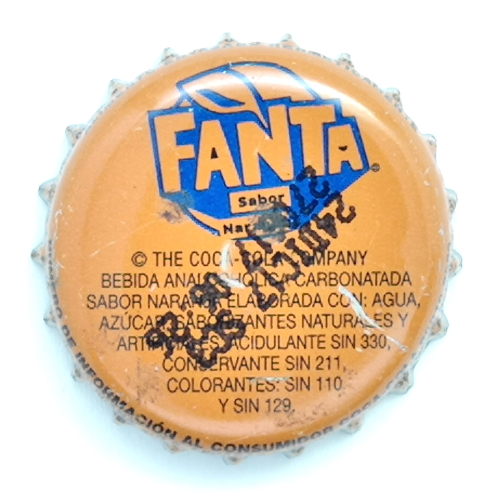 FANTA
Sabor
© THE COCA-COLA COMPANY
BEBIDA ANALCOHOLICA CARBONATADA
SABOR NARANJA ELABORADA CON: AGUA,
AZÚCAR, SABORIZANTES NATURALES Y
ARTIFICIALES, ACIDULANTE SIN 330,
CONSERVANTE SIN 211,
COLORANTES: SIN 110
Y SIN 129.
DE INFORMACIÓN AL CONSUMIDOR